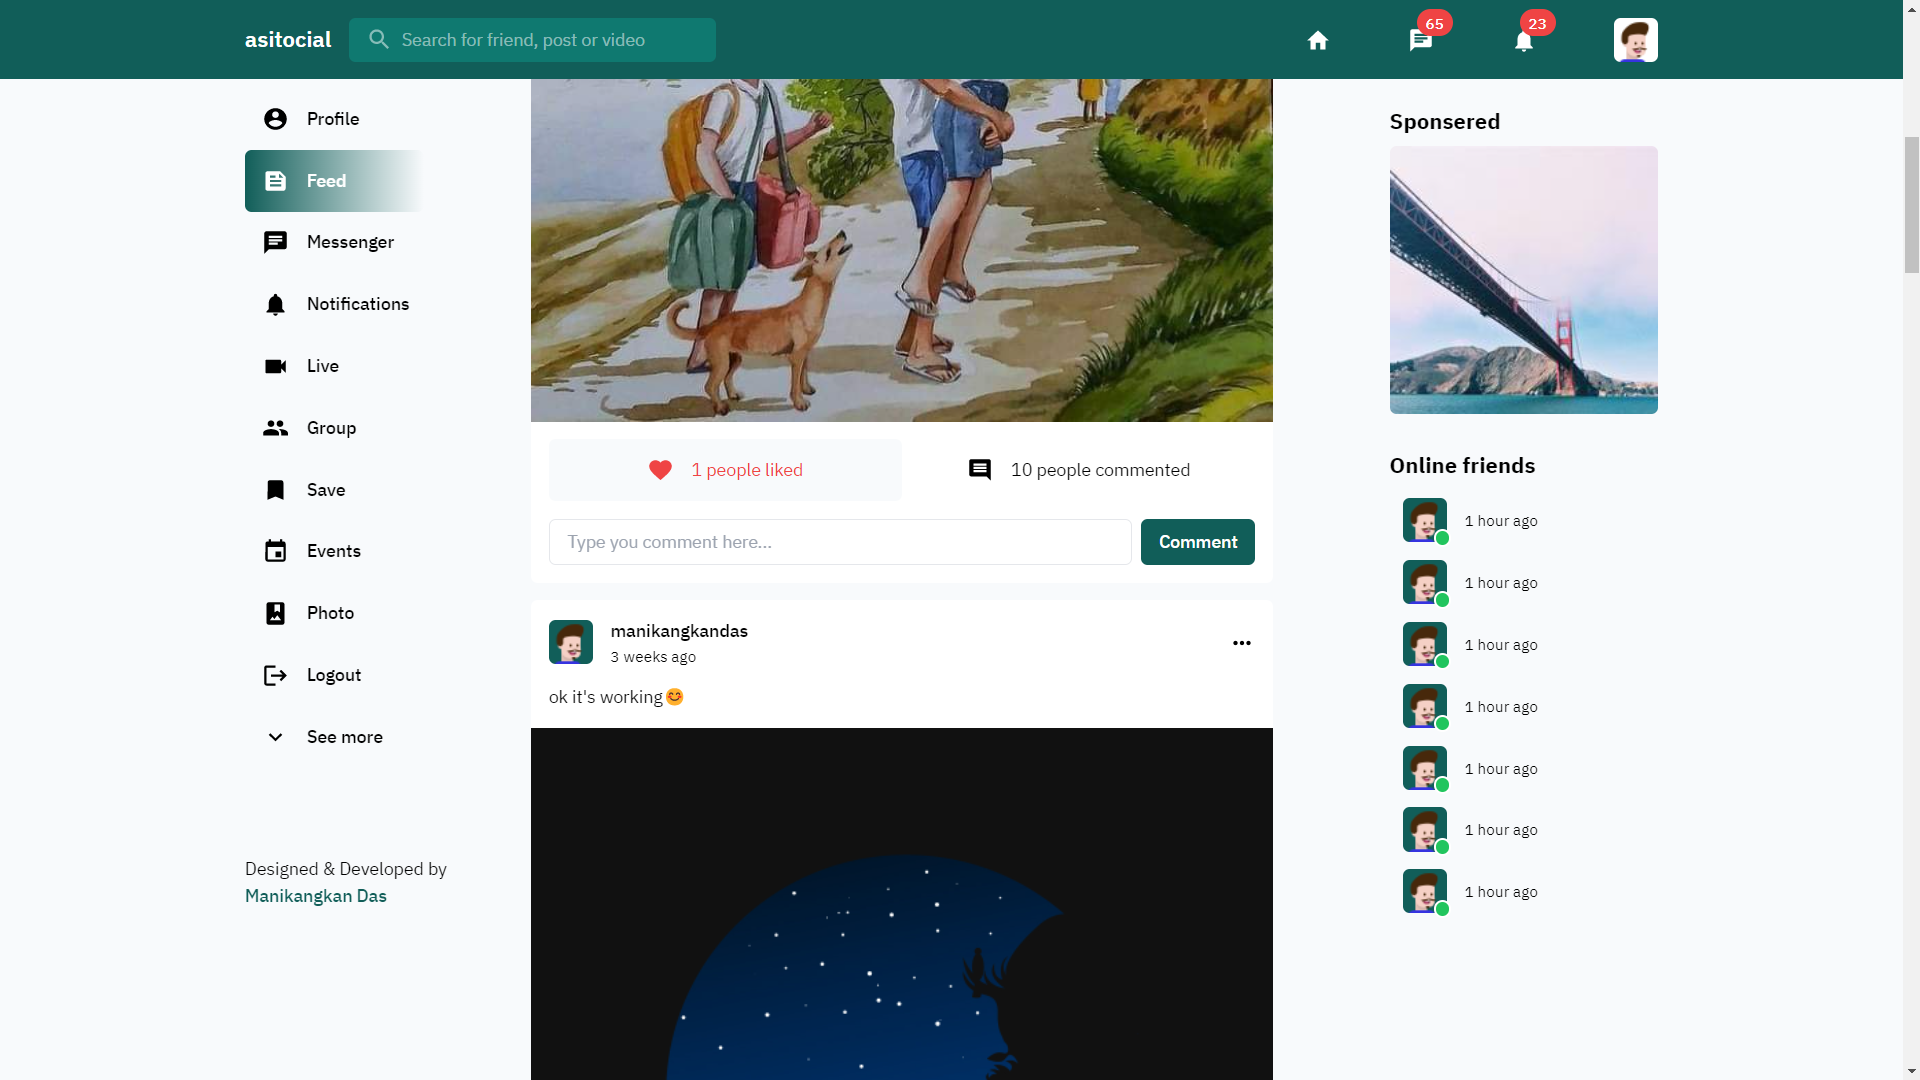 asitocial
Search for friend, post or video
65
23
Profile
Feed
Messenger
Notifications
Live
Group
Save
Events
Photo
Logout
See more
Designed & Developed by
Manikangkan Das
1 people liked
10 people commented
Type you comment here...
Comment
manikangkandas
3 weeks ago
ok it's working😊
Sponsered
Online friends
1 hour ago
1 hour ago
1 hour ago
1 hour ago
1 hour ago
1 hour ago
1 hour ago